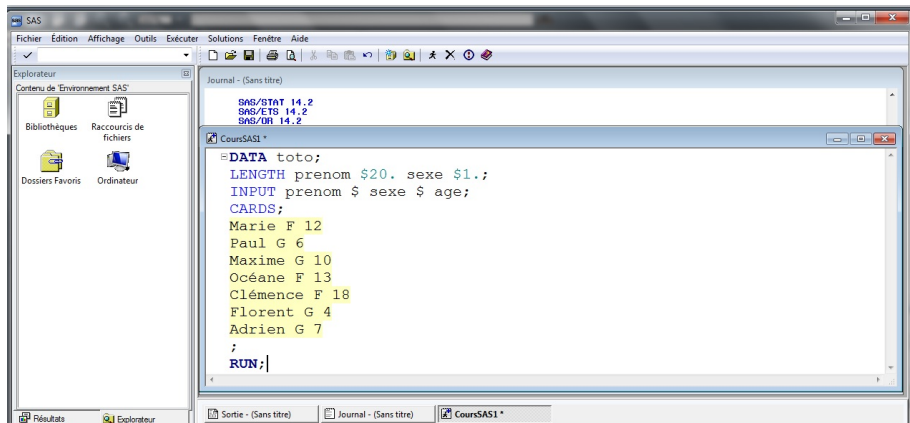 SAS
Fichier Édition Affichage Outils Exécuter Solutions Fenêtre Aide
Explorateur
Contenu de 'Environnement SAS'
Bibliothèques
Raccourcis de fichiers
Dossiers Favoris
Ordinateur
Journal - (Sans titre)
SAS/STAT 14.2
SAS/ETS 14.2
SAS/OR 14.2
CoursSAS1 *
DATA toto;
LENGTH prenom $20. sexe $1.;
INPUT prenom $ sexe $ age;
CARDS;
Marie F 12
Paul G 6
Maxime G 10
Océane F 13
Clémence F 18
Florent G 4
Adrien G 7
;
RUN;
Résultats
Explorateur
Sortie - (Sans titre)
Journal - (Sans titre)
CoursSAS1 *